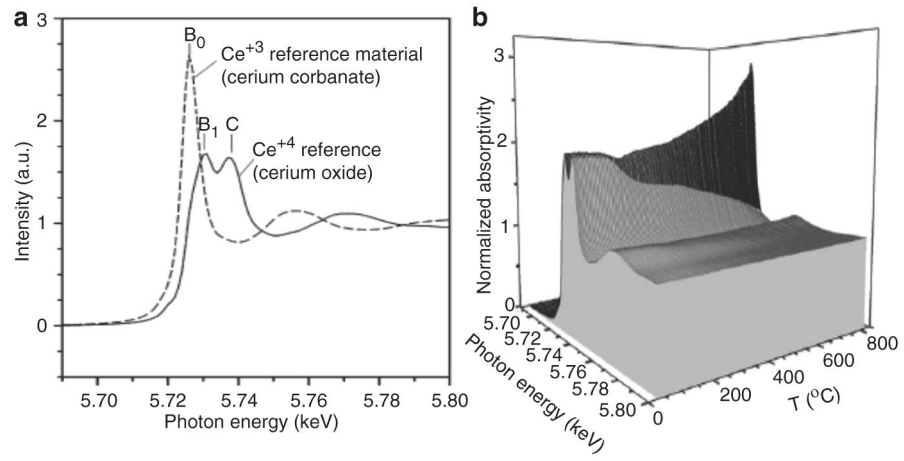 a
3
2
1
0
Intensity (a.u.)
B0
Ce+3 reference material
(cerium corbanate)
B1 C
Ce+4 reference
(cerium oxide)
5.70 5.72 5.74 5.76 5.78 5.80
Photon energy (keV)
b
3
2
1
0
Normalized absorptivity
5.70
5.72
5.74
5.76
5.78
5.80
Photon energy (keV)
0
200
400
600
800
T (°C)